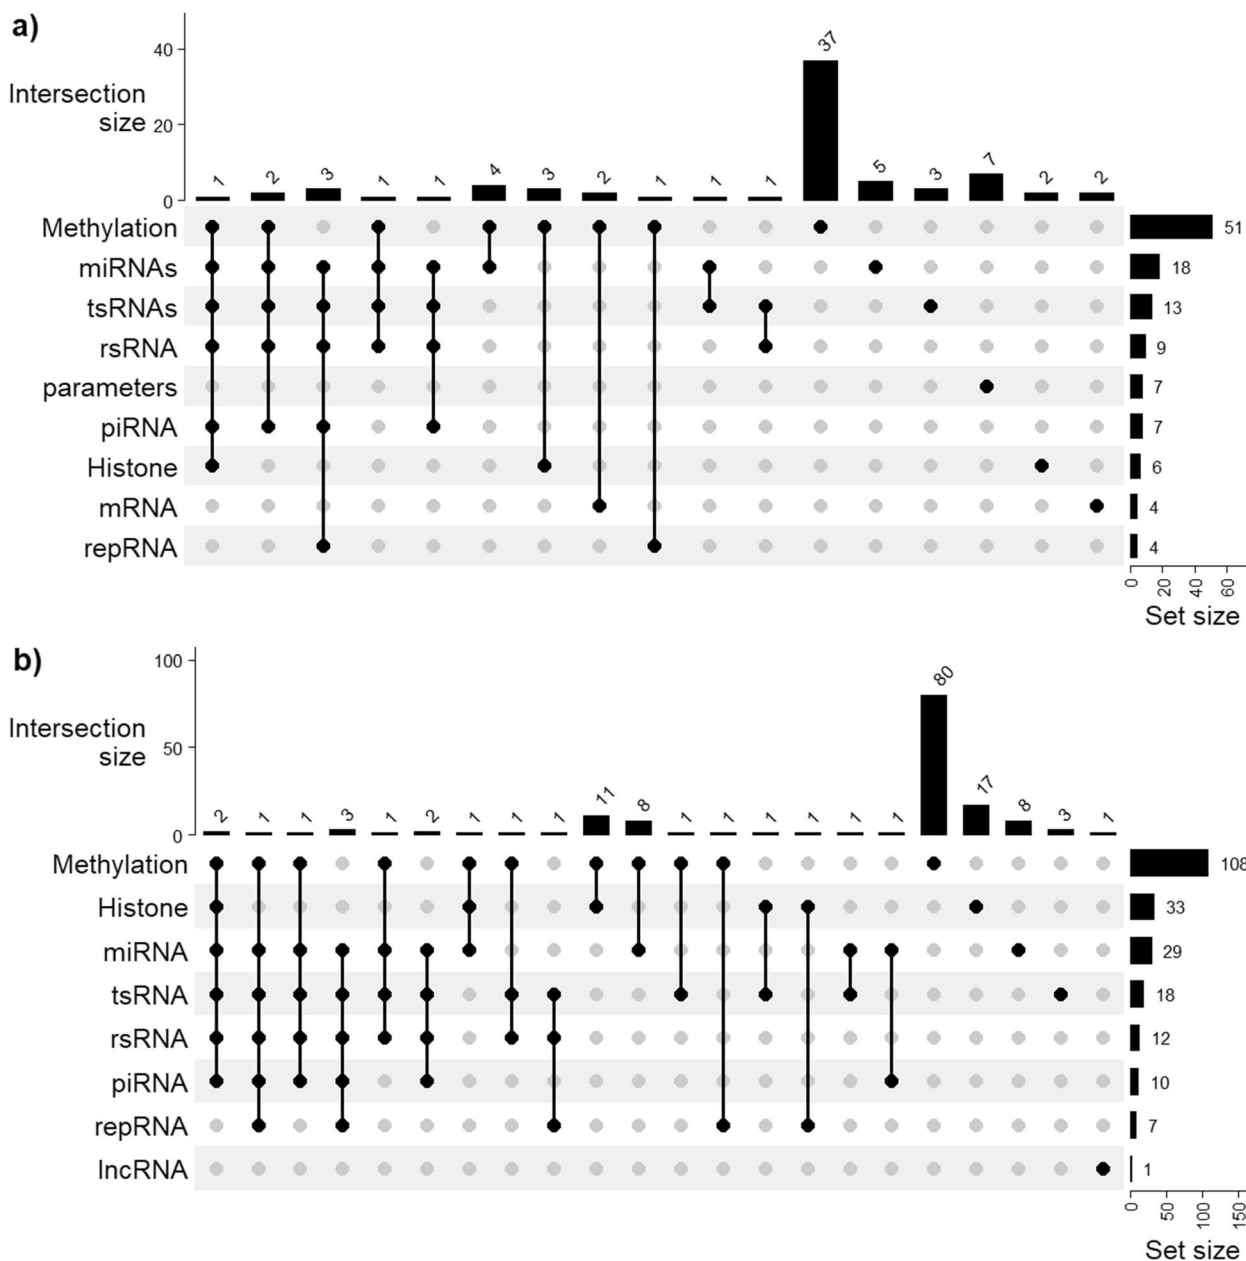 a)
40
Intersection
size
20
0
1 2 3 1 1 4 3 2 1 1 1 37 5 3 7 2 2
Methylation 51
miRNAs 18
tsRNAs 13
rsRNA 9
parameters 7
piRNA 7
Histone 6
mRNA 4
repRNA 4
0 20 40 60
Set size
b)
100
Intersection
size
50
0
2 1 1 3 1 2 1 1 1 11 8 1 1 1 1 1 1 80 17 8 3 1
Methylation 108
Histone 33
miRNA 29
tsRNA 18
rsRNA 12
piRNA 10
repRNA 7
lncRNA 1
0 50 100 150
Set size